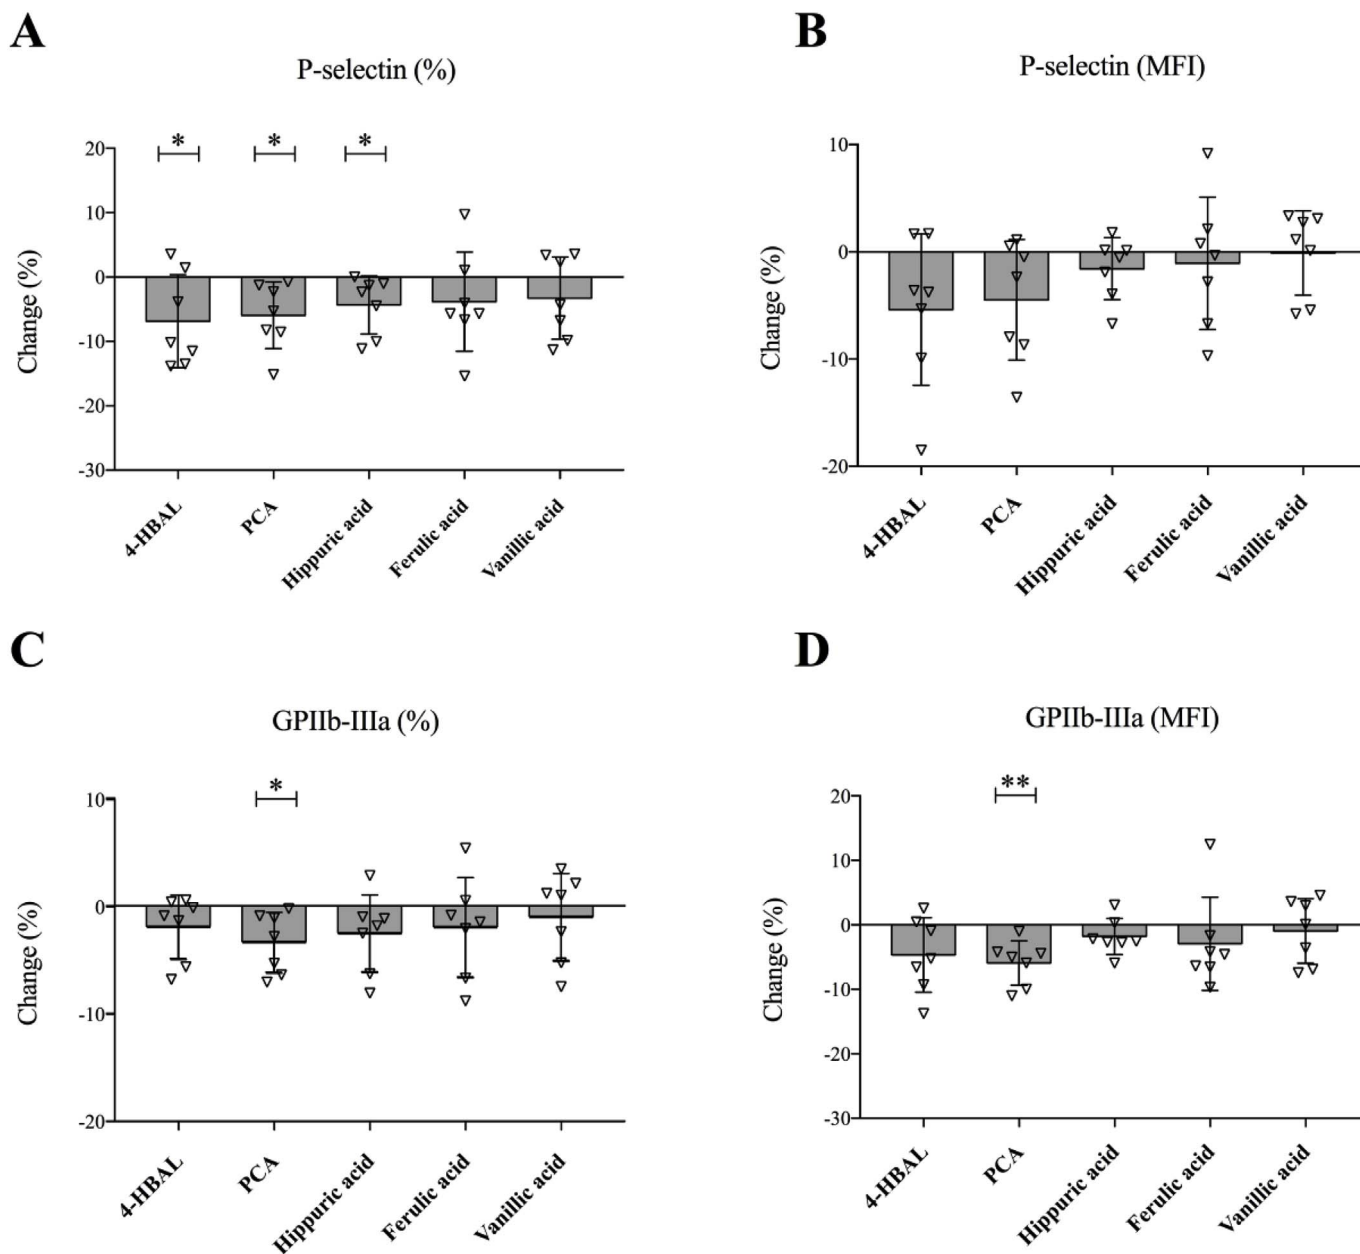 A
P-selectin (%)
* * *
20
10
0
-10
-20
-30
Change (%)
4-HBAL
PCA
Hippuric acid
Ferulic acid
Vanillic acid
B
P-selectin (MFI)
10
0
-10
-20
Change (%)
4-HBAL
PCA
Hippuric acid
Ferulic acid
Vanillic acid
C
GPIIb-IIIa (%)
*
10
0
-10
-20
Change (%)
4-HBAL
PCA
Hippuric acid
Ferulic acid
Vanillic acid
D
GPIIb-IIIa (MFI)
**
20
10
0
-10
-20
-30
Change (%)
4-HBAL
PCA
Hippuric acid
Ferulic acid
Vanillic acid